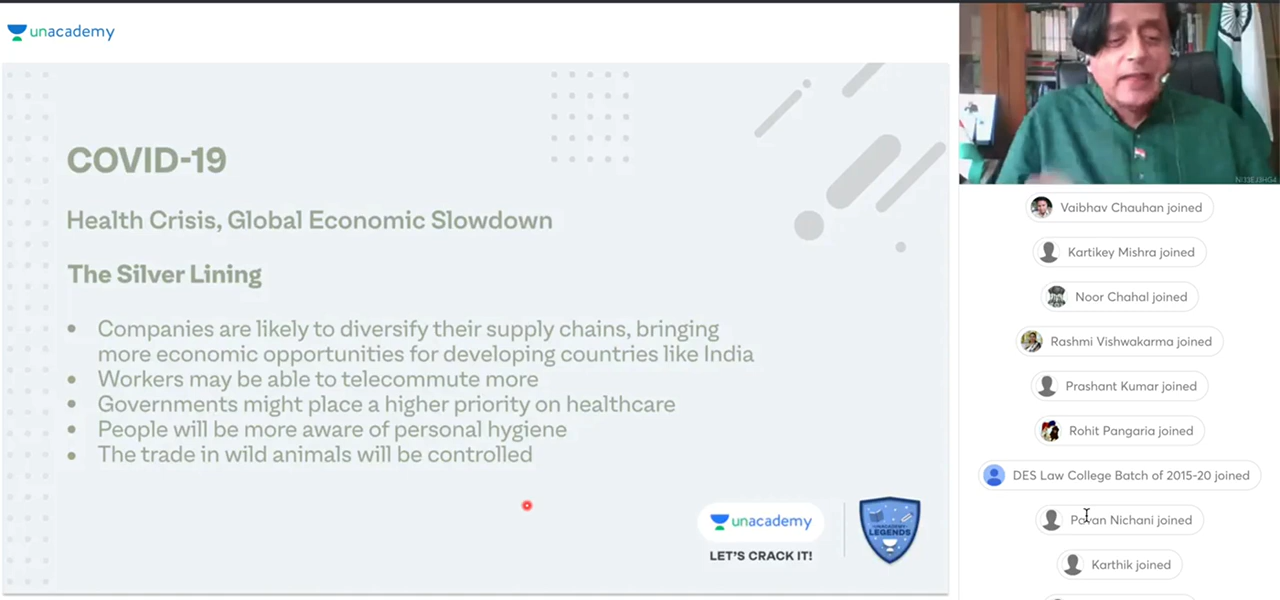 unacademy
COVID-19
Health Crisis, Global Economic Slowdown
The Silver Lining
• Companies are likely to diversify their supply chains, bringing
more economic opportunities for developing countries like India
• Workers may be able to telecommute more
• Governments might place a higher priority on healthcare
• People will be more aware of personal hygiene
• The trade in wild animals will be controlled
unacademy
LET'S CRACK IT!
UNACADEMY
LEGENDS
Vaibhav Chauhan joined
Kartikey Mishra joined
Noor Chahal joined
Rashmi Vishwakarma joined
Prashant Kumar joined
Rohit Pangaria joined
DES Law College Batch of 2015-20 joined
Pavan Nichani joined
Karthik joined